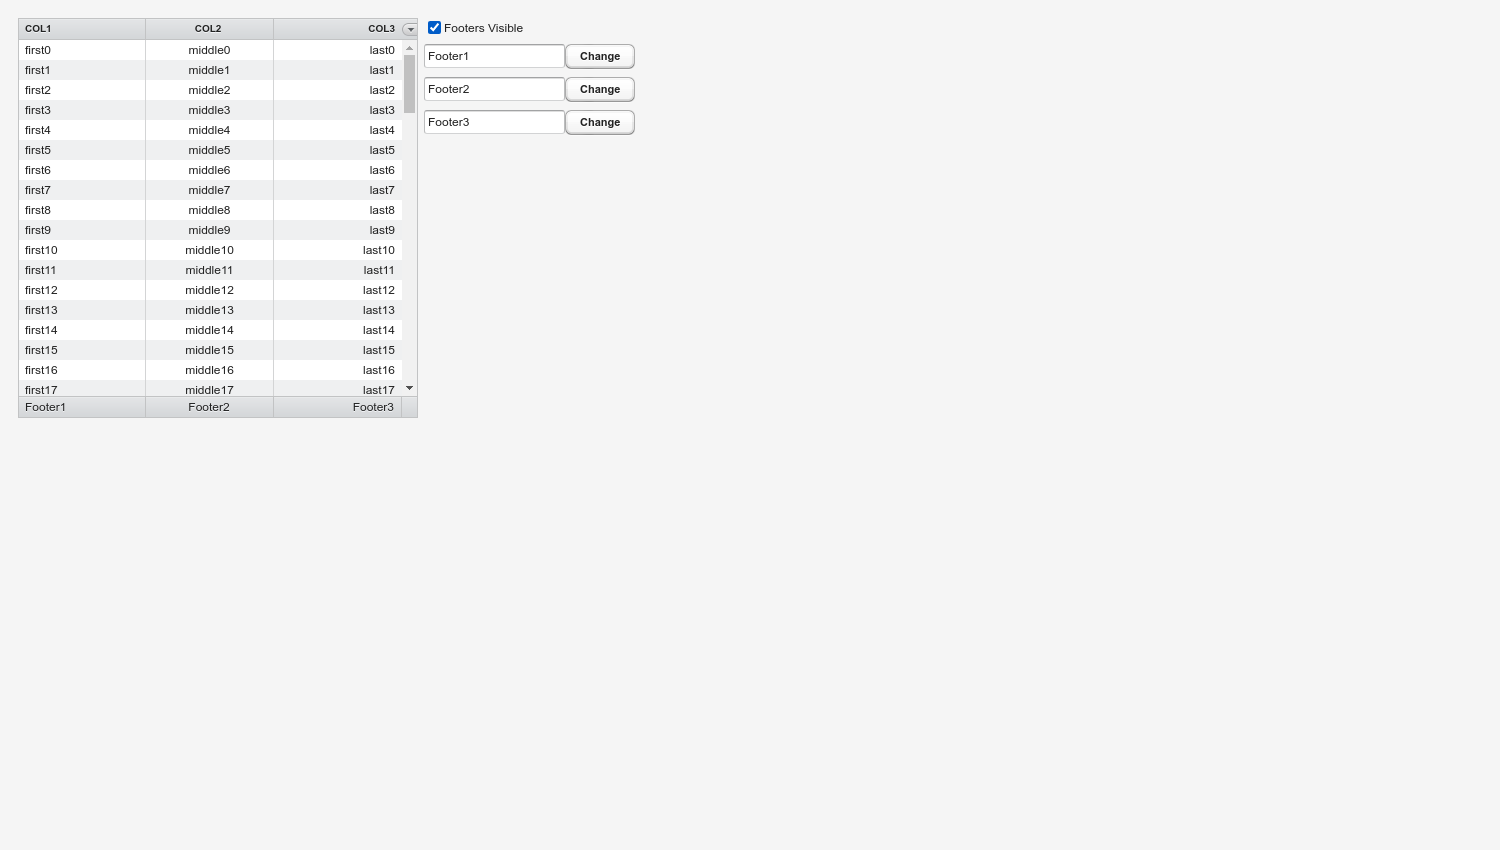 COL1 COL2 COL3
first0 middle0 last0
first1 middle1 last1
first2 middle2 last2
first3 middle3 last3
first4 middle4 last4
first5 middle5 last5
first6 middle6 last6
first7 middle7 last7
first8 middle8 last8
first9 middle9 last9
first10 middle10 last10
first11 middle11 last11
first12 middle12 last12
first13 middle13 last13
first14 middle14 last14
first15 middle15 last15
first16 middle16 last16
first17 middle17 last17
Footer1 Footer2 Footer3
Footers Visible
Footer1 Change
Footer2 Change
Footer3 Change